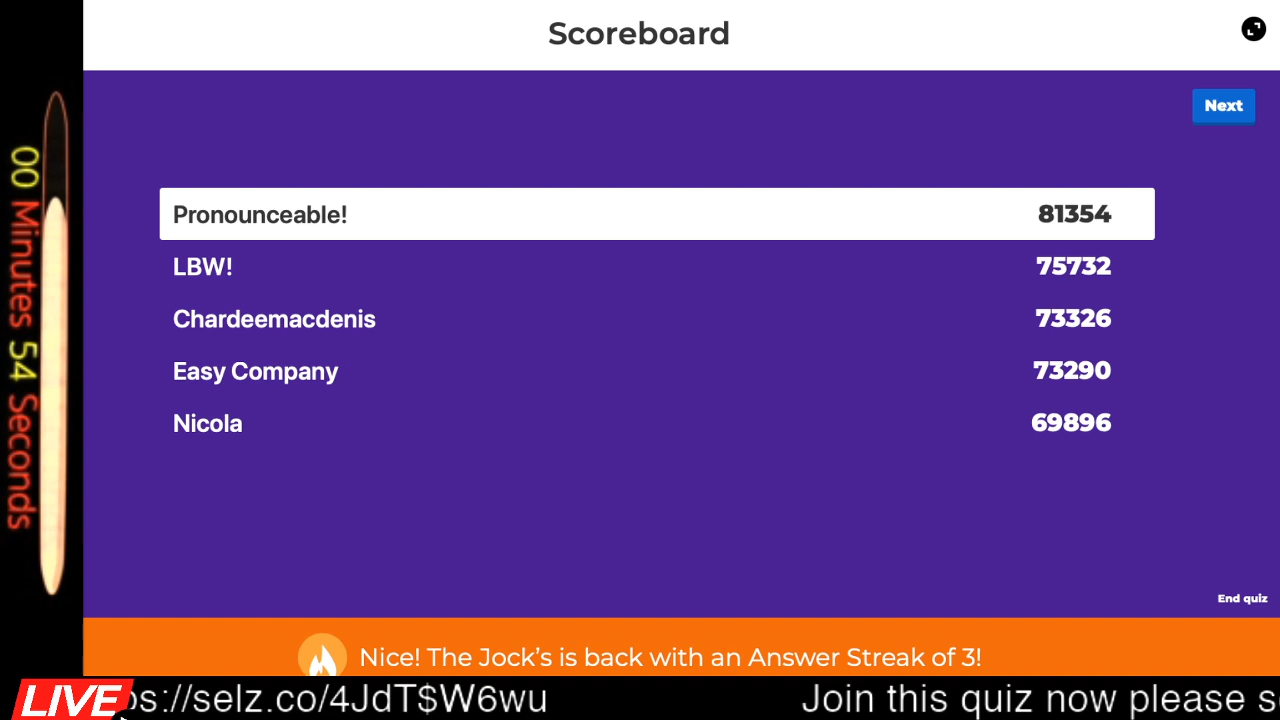 Scoreboard
Next
Pronounceable! 81354
LBW! 75732
Chardeemacdenis 73326
Easy Company 73290
Nicola 69896
00 Minutes 54 Seconds
End quiz
Nice! The Jock’s is back with an Answer Streak of 3!
LIVE ps://selz.co/4JdT$W6wu Join this quiz now please s